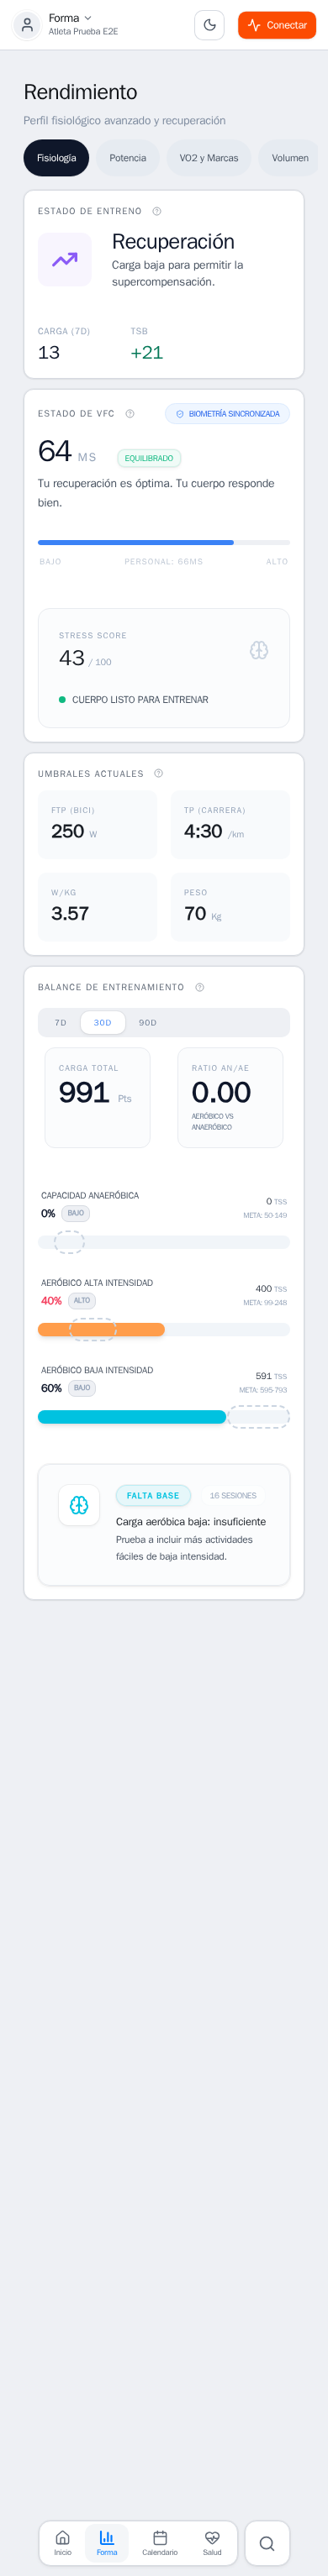 Forma
Atleta Prueba E2E
Conectar
Rendimiento
Perfil fisiológico avanzado y recuperación
Fisiología
Potencia
VO2 y Marcas
Volumen
ESTADO DE ENTRENO
Recuperación
Carga baja para permitir la
supercompensación.
CARGA (7D)
TSB
13
+21
ESTADO DE VFC
BIOMETRÍA SINCRONIZADA
64 MS
EQUILIBRADO
Tu recuperación es óptima. Tu cuerpo responde
bien.
BAJO
PERSONAL: 66MS
ALTO
STRESS SCORE
43 / 100
CUERPO LISTO PARA ENTRENAR
UMBRALES ACTUALES
FTP (BICI)
250 W
TP (CARRERA)
4:30 /km
W/KG
3.57
PESO
70 Kg
BALANCE DE ENTRENAMIENTO
7D
30D
90D
CARGA TOTAL
991 Pts
RATIO AN/AE
0.00
AERÓBICO VS
ANAERÓBICO
CAPACIDAD ANAERÓBICA
0% BAJO
0 TSS
META: 50-149
AERÓBICO ALTA INTENSIDAD
40% ALTO
400 TSS
META: 99-248
AERÓBICO BAJA INTENSIDAD
60% BAJO
591 TSS
META: 595-793
FALTA BASE
16 SESIONES
Carga aeróbica baja: insuficiente
Prueba a incluir más actividades
fáciles de baja intensidad.
Inicio
Forma
Calendario
Salud